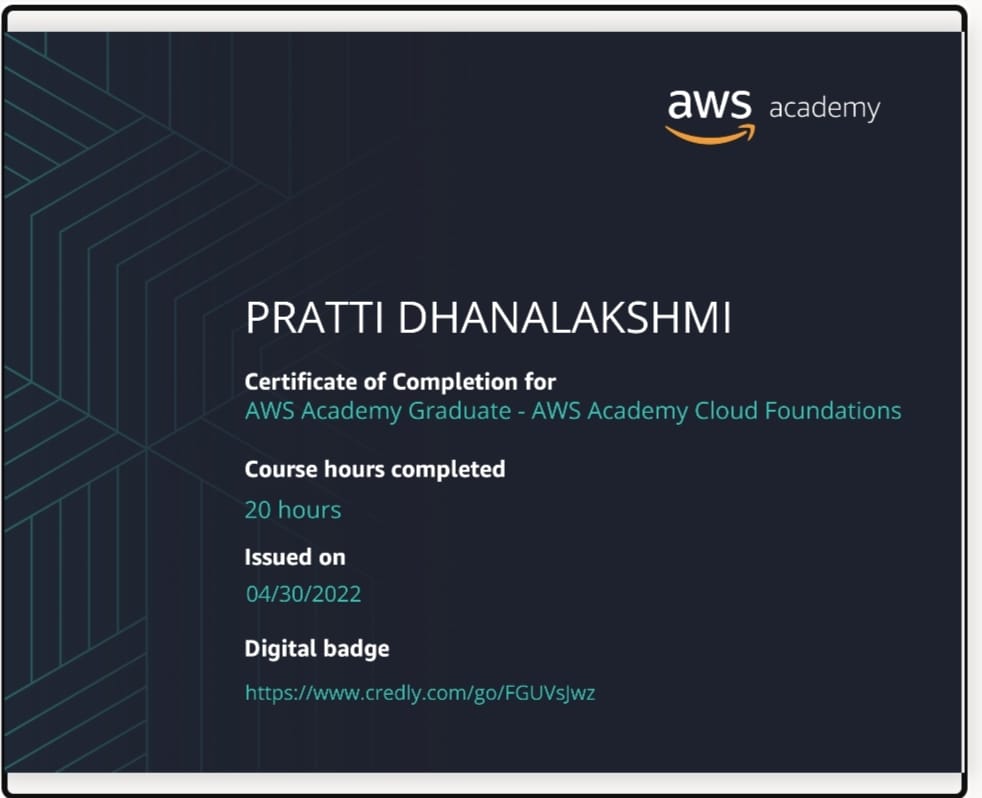 aws academy
PRATTI DHANALAKSHMI
Certificate of Completion for
AWS Academy Graduate - AWS Academy Cloud Foundations
Course hours completed
20 hours
Issued on
04/30/2022
Digital badge
https://www.credly.com/go/FGUVsJwz